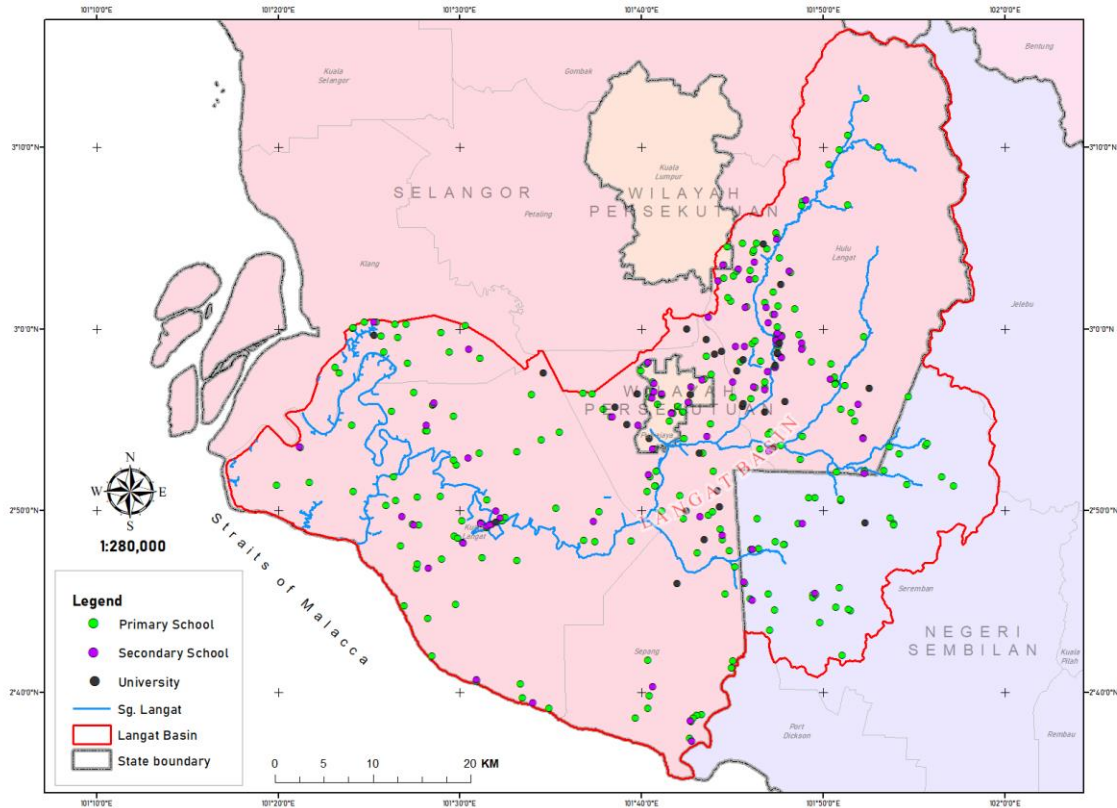 101°10'0"E 101°20'0"E 101°30'0"E 101°40'0"E 101°50'0"E 102°0'0"E
Bentung
Kuala
Selangor
Gombak
3°10'0"N 3°10'0"N
Kuala
Lumpur
SELANGOR
WILAYAH
PERSEKUTUAN
Petaling
Hulu
Langat
Klang
Jelebu
3°0'0"N 3°0'0"N
WILAYAH
PERSEKUTUAN
LANGAT BASIN
N
W E
S
2°50'0"N 2°50'0"N
1:280,000
Straits of Malacca
Langat
Seremban
NEGERI
SEMBILAN
Kuala
Pilah
Sepang
2°40'0"N 2°40'0"N
Port
Dickson
Rembau
Legend
Primary School
Secondary School
University
Sg. Langat
Langat Basin
State boundary
0 5 10 20 KM
101°10'0"E 101°20'0"E 101°30'0"E 101°40'0"E 101°50'0"E 102°0'0"E